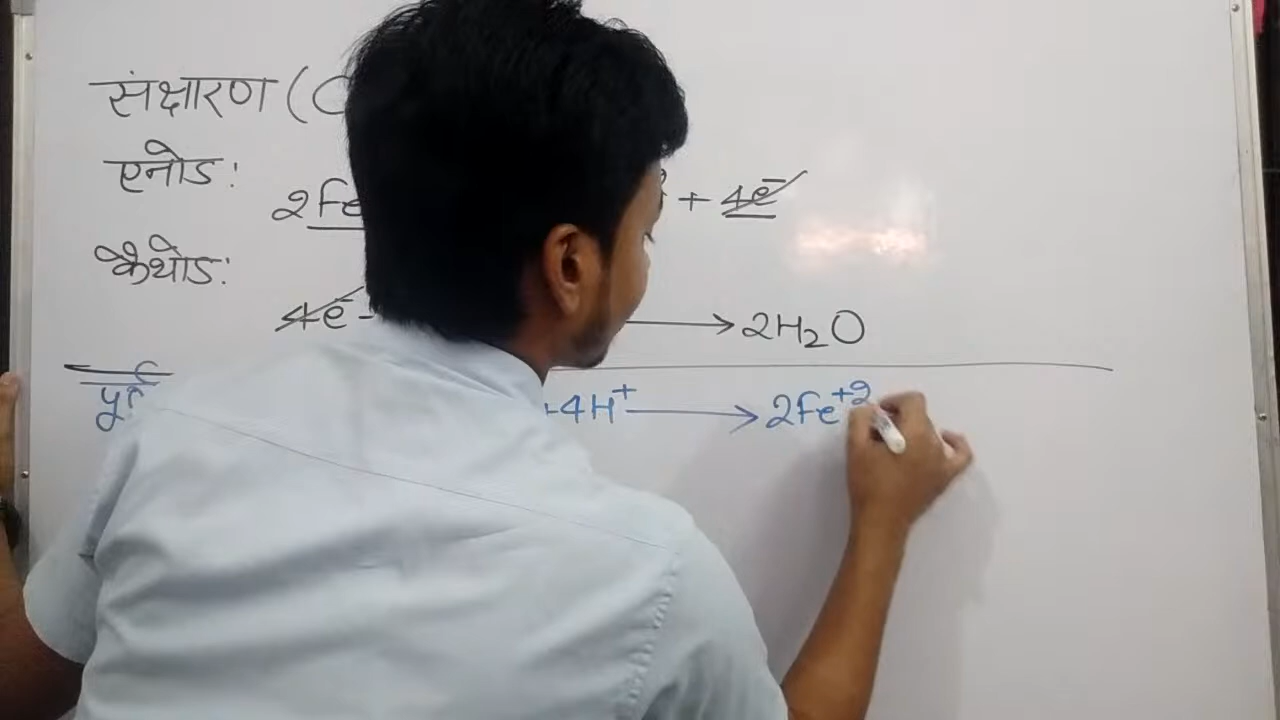 संक्षारण (C
एनोड:
2Fe + 4e⁻
कैथोड:
4e⁻ → 2H₂O
+4H⁺ → 2Fe⁺²